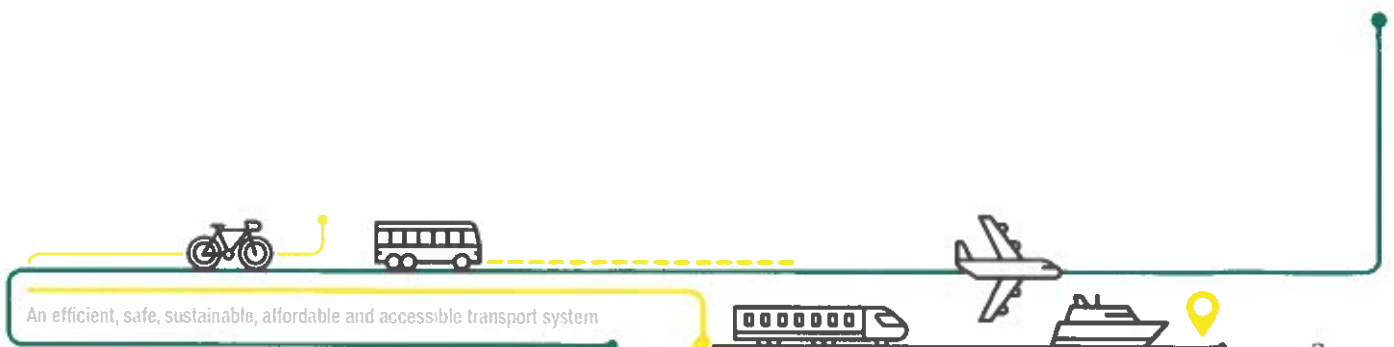 An efficient, safe, sustainable, affordable and accessible transport system